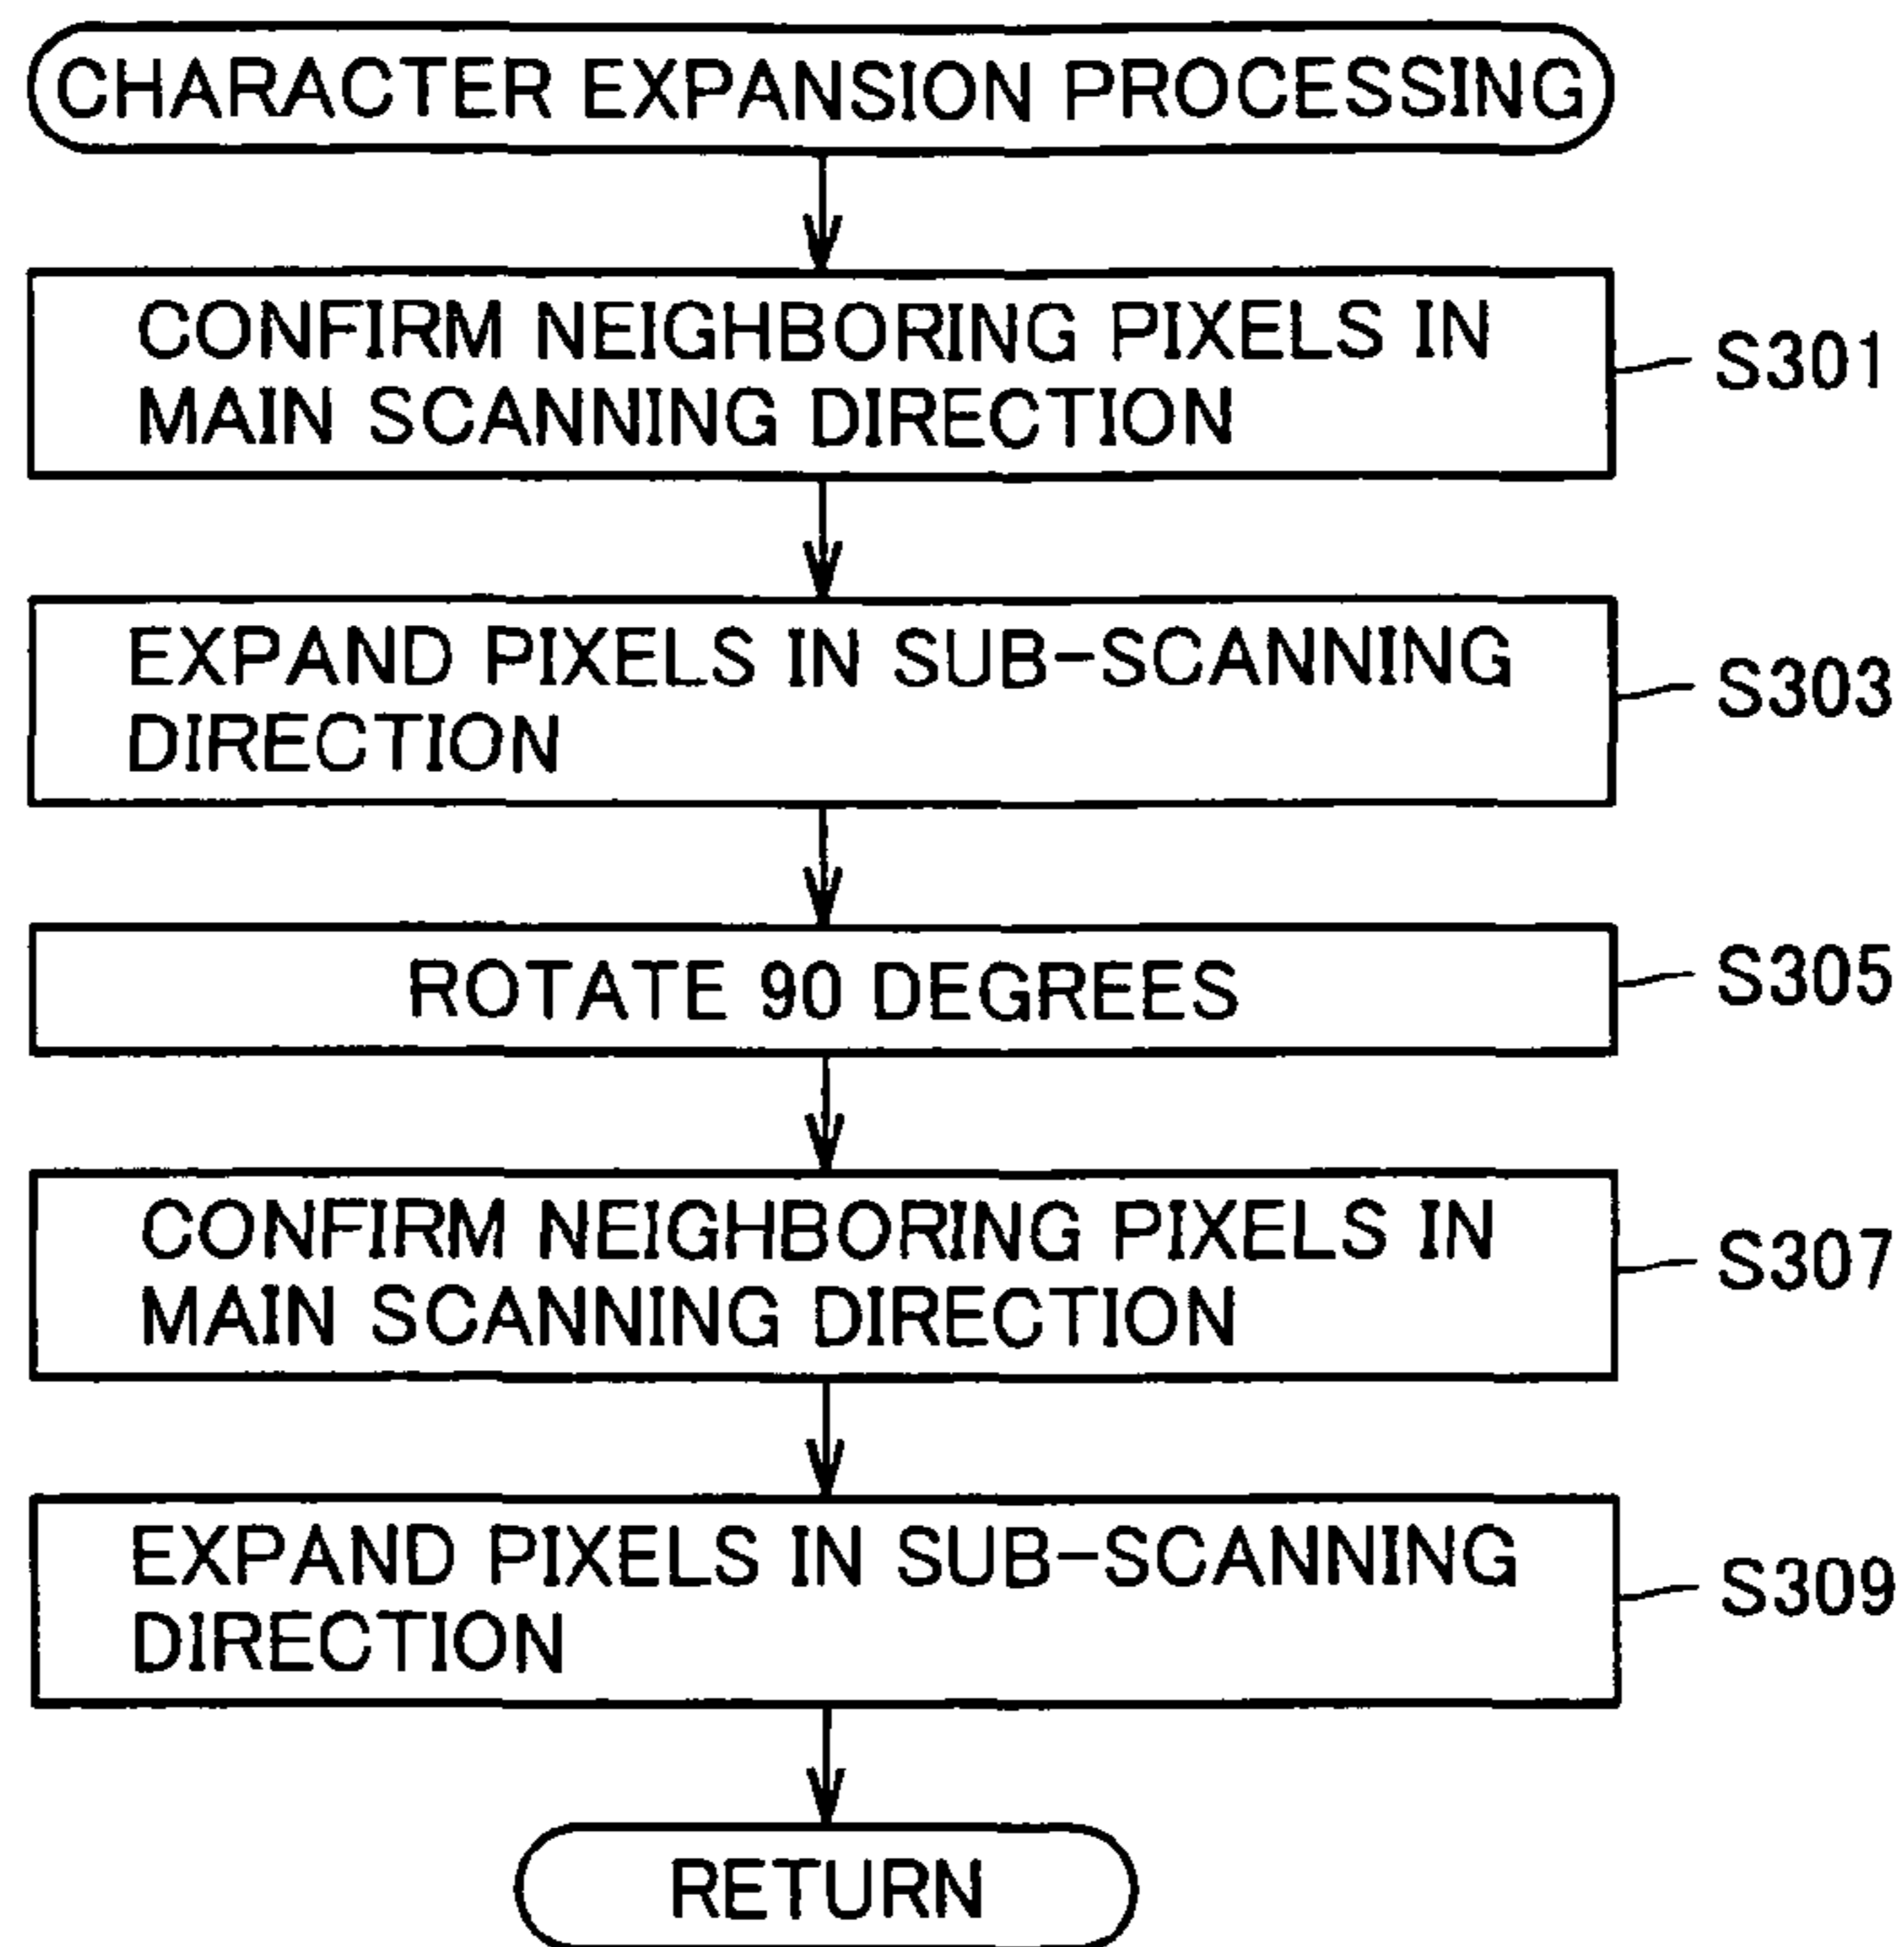 CHARACTER EXPANSION PROCESSING
CONFIRM NEIGHBORING PIXELS IN
MAIN SCANNING DIRECTION
S301
EXPAND PIXELS IN SUB-SCANNING
DIRECTION
S303
ROTATE 90 DEGREES
S305
CONFIRM NEIGHBORING PIXELS IN
MAIN SCANNING DIRECTION
S307
EXPAND PIXELS IN SUB-SCANNING
DIRECTION
S309
RETURN